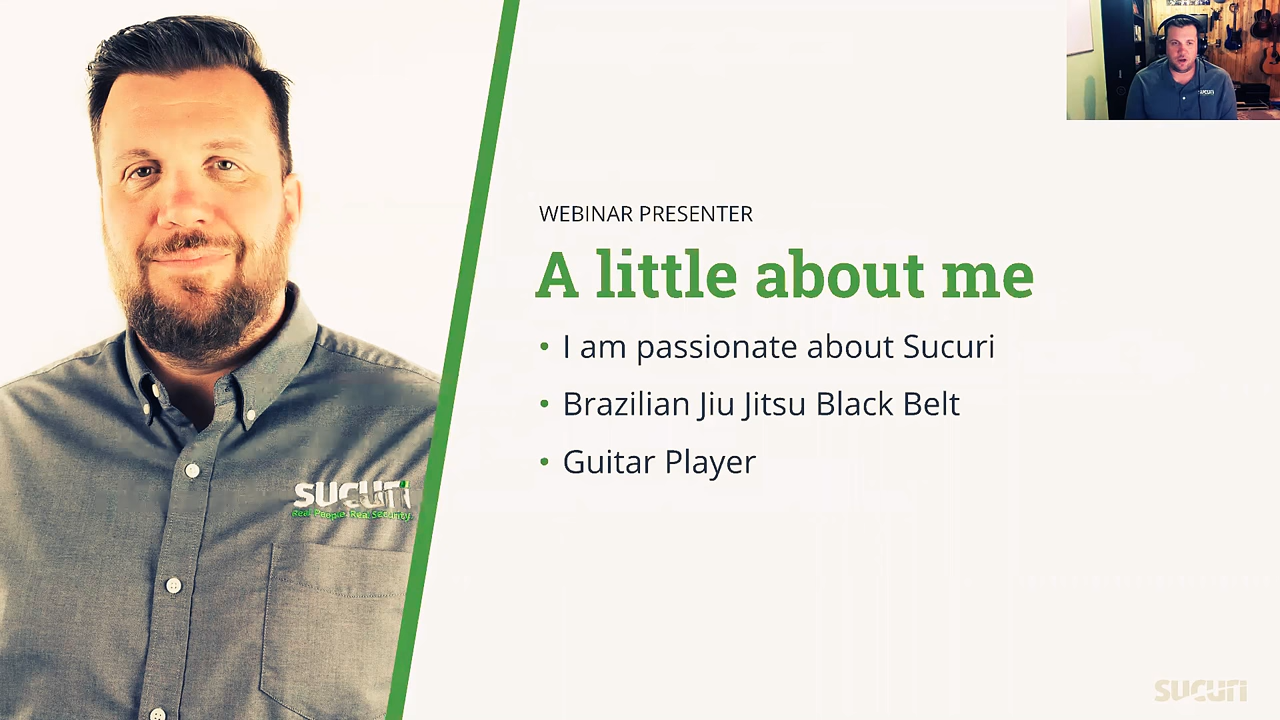 WEBINAR PRESENTER
A little about me
• I am passionate about Sucuri
• Brazilian Jiu Jitsu Black Belt
• Guitar Player
SUCURI
Real People. Real Security.
SUCURI
SUCURI